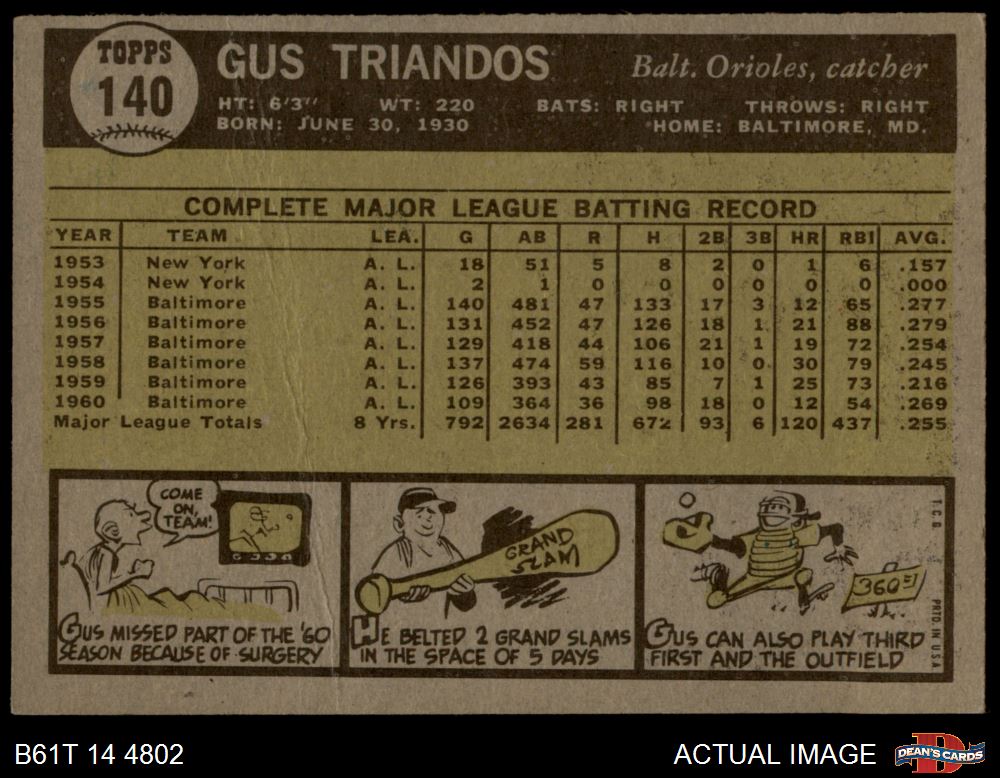 TOPPS
140
GUS TRIANDOS
Balt. Orioles, catcher
HT: 6'3" WT: 220 BATS: RIGHT THROWS: RIGHT
BORN: JUNE 30, 1930 HOME: BALTIMORE, MD.
COMPLETE MAJOR LEAGUE BATTING RECORD
YEAR TEAM LEA. G AB R H 2B 3B HR RBI AVG.
1953 New York A. L. 18 51 5 8 2 0 1 6 .157
1954 New York A. L. 2 1 0 0 0 0 0 0 .000
1955 Baltimore A. L. 140 481 47 133 17 3 12 65 .277
1956 Baltimore A. L. 131 452 47 126 18 1 21 88 .279
1957 Baltimore A. L. 129 418 44 106 21 1 19 72 .254
1958 Baltimore A. L. 137 474 59 116 10 0 30 79 .245
1959 Baltimore A. L. 126 393 43 85 7 1 25 73 .216
1960 Baltimore A. L. 109 364 36 98 18 0 12 54 .269
Major League Totals 8 Yrs. 792 2634 281 672 93 6 120 437 .255
COME
ON,
TEAM!
GUS MISSED PART OF THE '60
SEASON BECAUSE OF SURGERY
GRAND
SLAM
HE BELTED 2 GRAND SLAMS
IN THE SPACE OF 5 DAYS
360 FT
GUS CAN ALSO PLAY THIRD
FIRST AND THE OUTFIELD
T.C.G. PRTD. IN U.S.A.
B61T 14 4802
ACTUAL IMAGE
DEAN'S CARDS